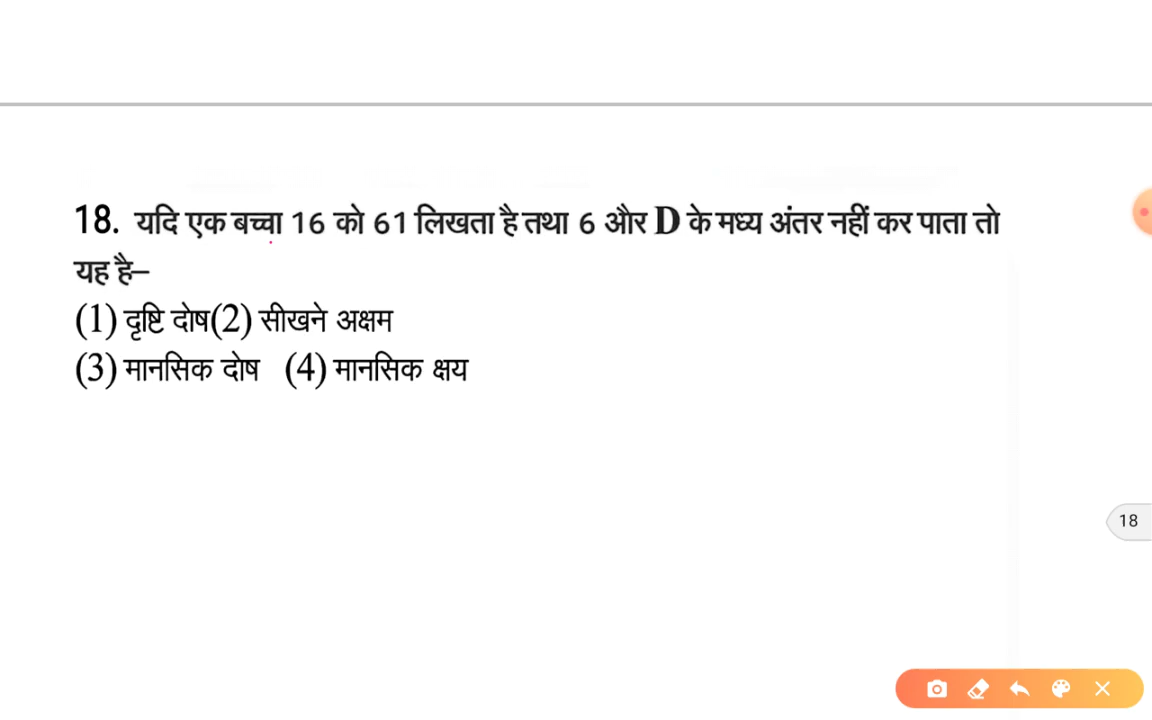 18. यदि एक बच्चा 16 को 61 लिखता है तथा 6 और D के मध्य अंतर नहीं कर पाता तो
यह है–
(1) दृष्टि दोष(2) सीखने अक्षम
(3) मानसिक दोष (4) मानसिक क्षय
18